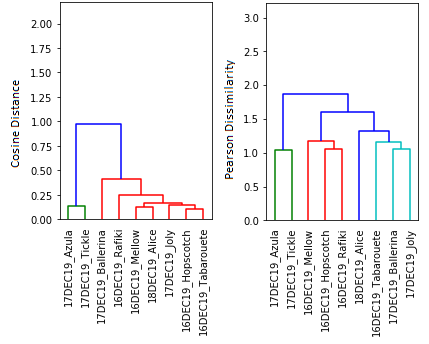 Cosine Distance
2.00
1.75
1.50
1.25
1.00
0.75
0.50
0.25
0.00
17DEC19_Azula
17DEC19_Tickle
17DEC19_Ballerina
16DEC19_Rafiki
16DEC19_Mellow
18DEC19_Alice
17DEC19_Joly
16DEC19_Hopscotch
16DEC19_Tabarouete
Pearson Dissimilarity
3.0
2.5
2.0
1.5
1.0
0.5
0.0
17DEC19_Azula
17DEC19_Tickle
16DEC19_Mellow
16DEC19_Hopscotch
16DEC19_Rafiki
18DEC19_Alice
16DEC19_Tabarouete
17DEC19_Ballerina
17DEC19_Joly